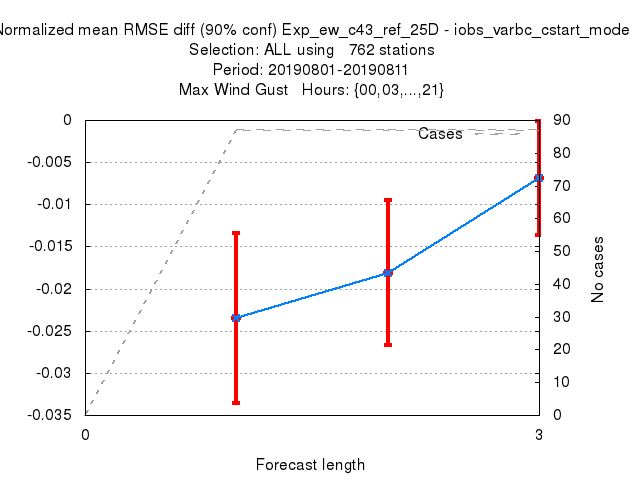 Normalized mean RMSE diff (90% conf) Exp_ew_c43_ref_25D - iobs_varbc_cstart_mode
Selection: ALL using 762 stations
Period: 20190801-20190811
Max Wind Gust Hours: {00,03,...,21}
0
-0.005
-0.01
-0.015
-0.02
-0.025
-0.03
-0.035
Cases
90
80
70
60
50
40
30
20
10
0
No cases
0
3
Forecast length